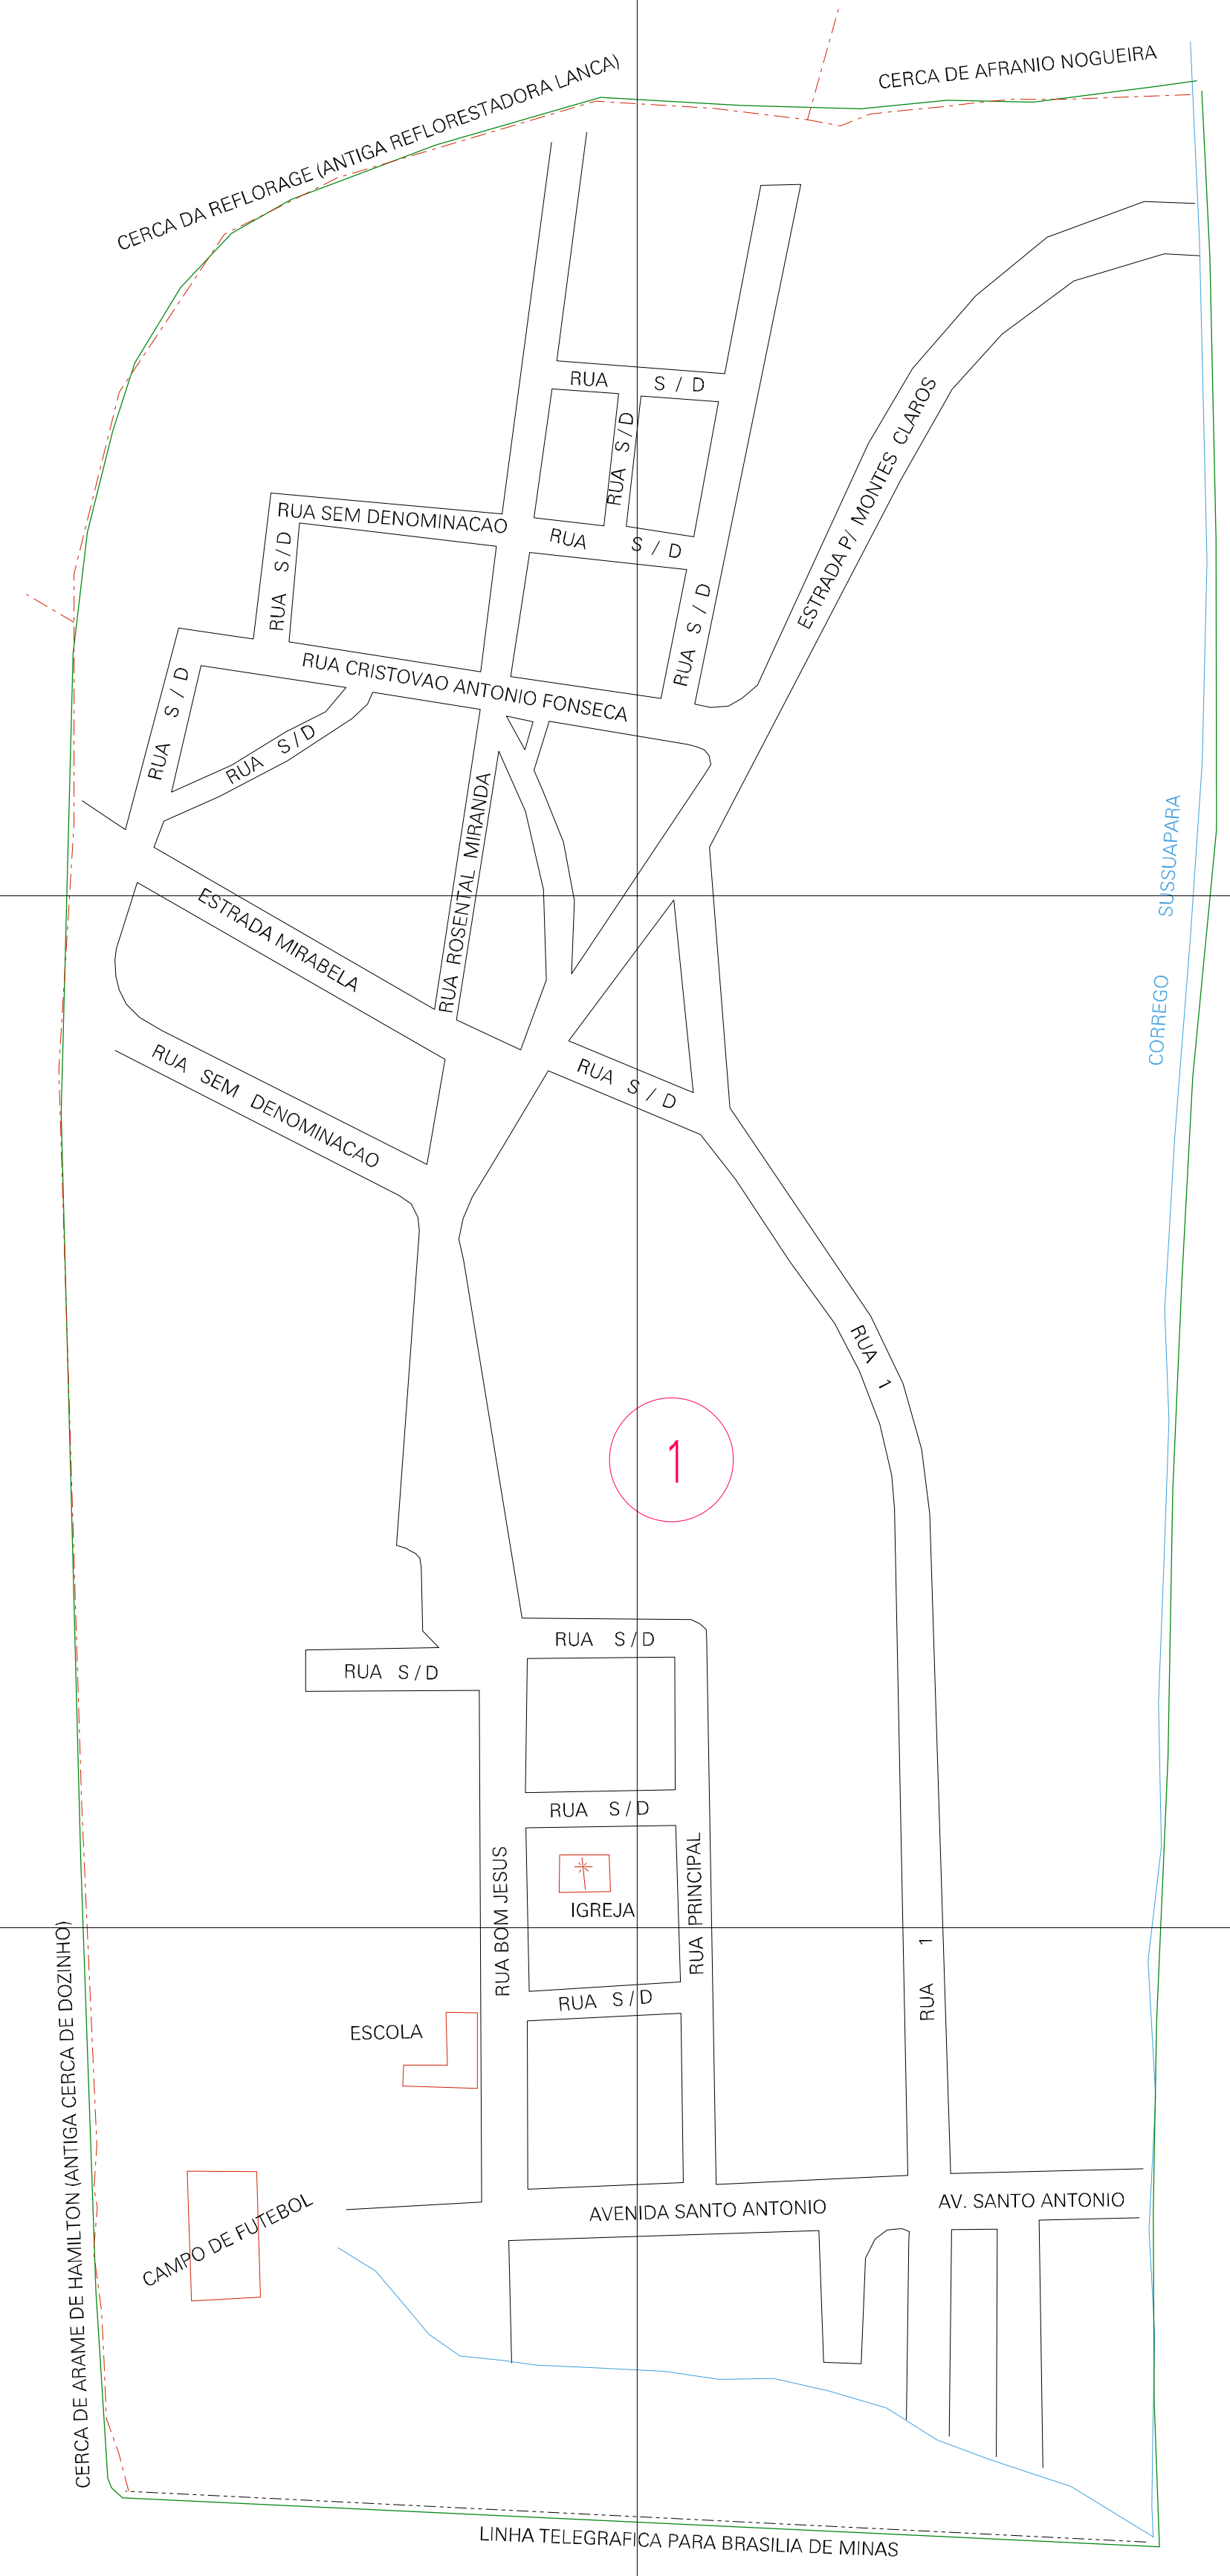 CERCA DE AFRANIO NOGUEIRA
CERCA DA REFLORAGE (ANTIGA REFLORESTADORA LANCA)
RUA S / D
RUA S / D
ESTRADA P/ MONTES CLAROS
RUA SEM DENOMINACAO
RUA S / D
RUA S / D
RUA S / D
RUA CRISTOVAO ANTONIO FONSECA
RUA S / D
RUA S / D
RUA ROSENTAL MIRANDA
CORREGO SUSSUAPARA
ESTRADA MIRABELA
RUA SEM DENOMINACAO
RUA S / D
RUA 1
1
RUA S / D
RUA S / D
RUA S / D
RUA BOM JESUS
RUA PRINCIPAL
IGREJA
RUA 1
RUA S / D
ESCOLA
CERCA DE ARAME DE HAMILTON (ANTIGA CERCA DE DOZINHO)
CAMPO DE FUTEBOL
AVENIDA SANTO ANTONIO
AV. SANTO ANTONIO
LINHA TELEGRAFICA PARA BRASILIA DE MINAS